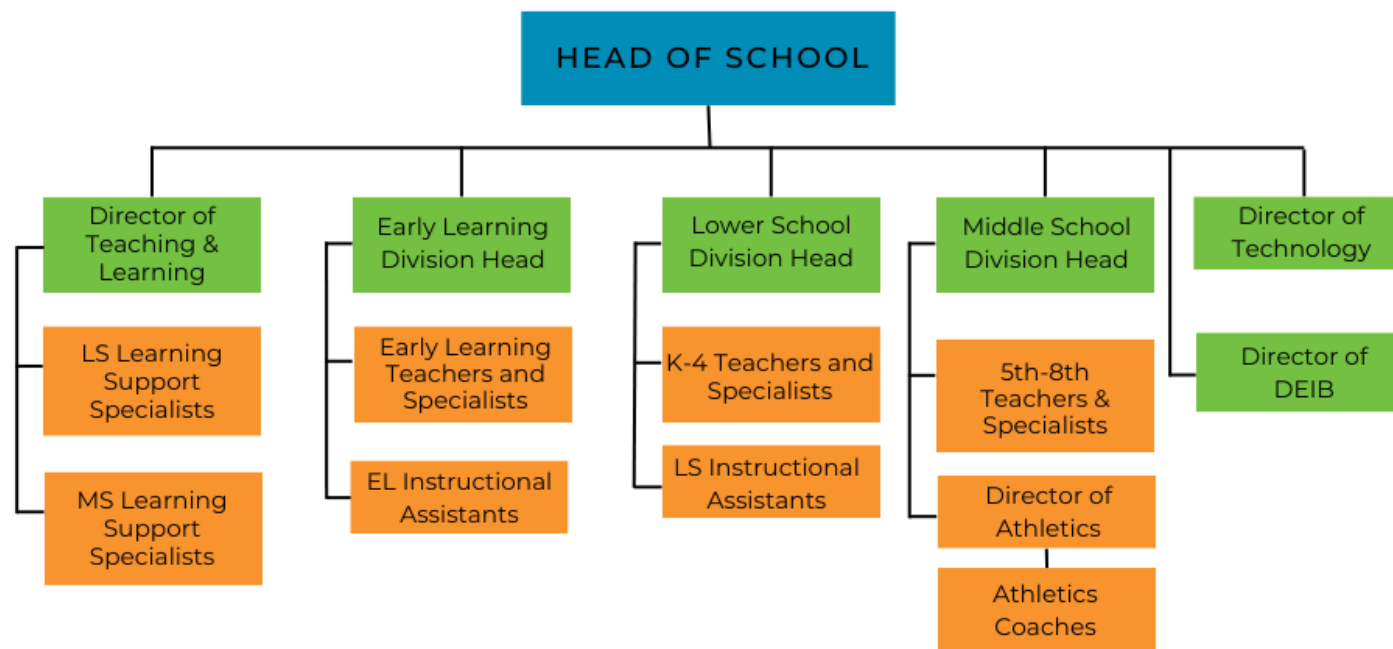 HEAD OF SCHOOL
Director of
Teaching &
Learning
LS Learning
Support
Specialists
MS Learning
Support
Specialists
Early Learning
Division Head
Early Learning
Teachers and
Specialists
EL Instructional
Assistants
Lower School
Division Head
K-4 Teachers and
Specialists
LS Instructional
Assistants
Middle School
Division Head
5th-8th
Teachers &
Specialists
Director of
Athletics
Athletics
Coaches
Director of
Technology
Director of
DEIB